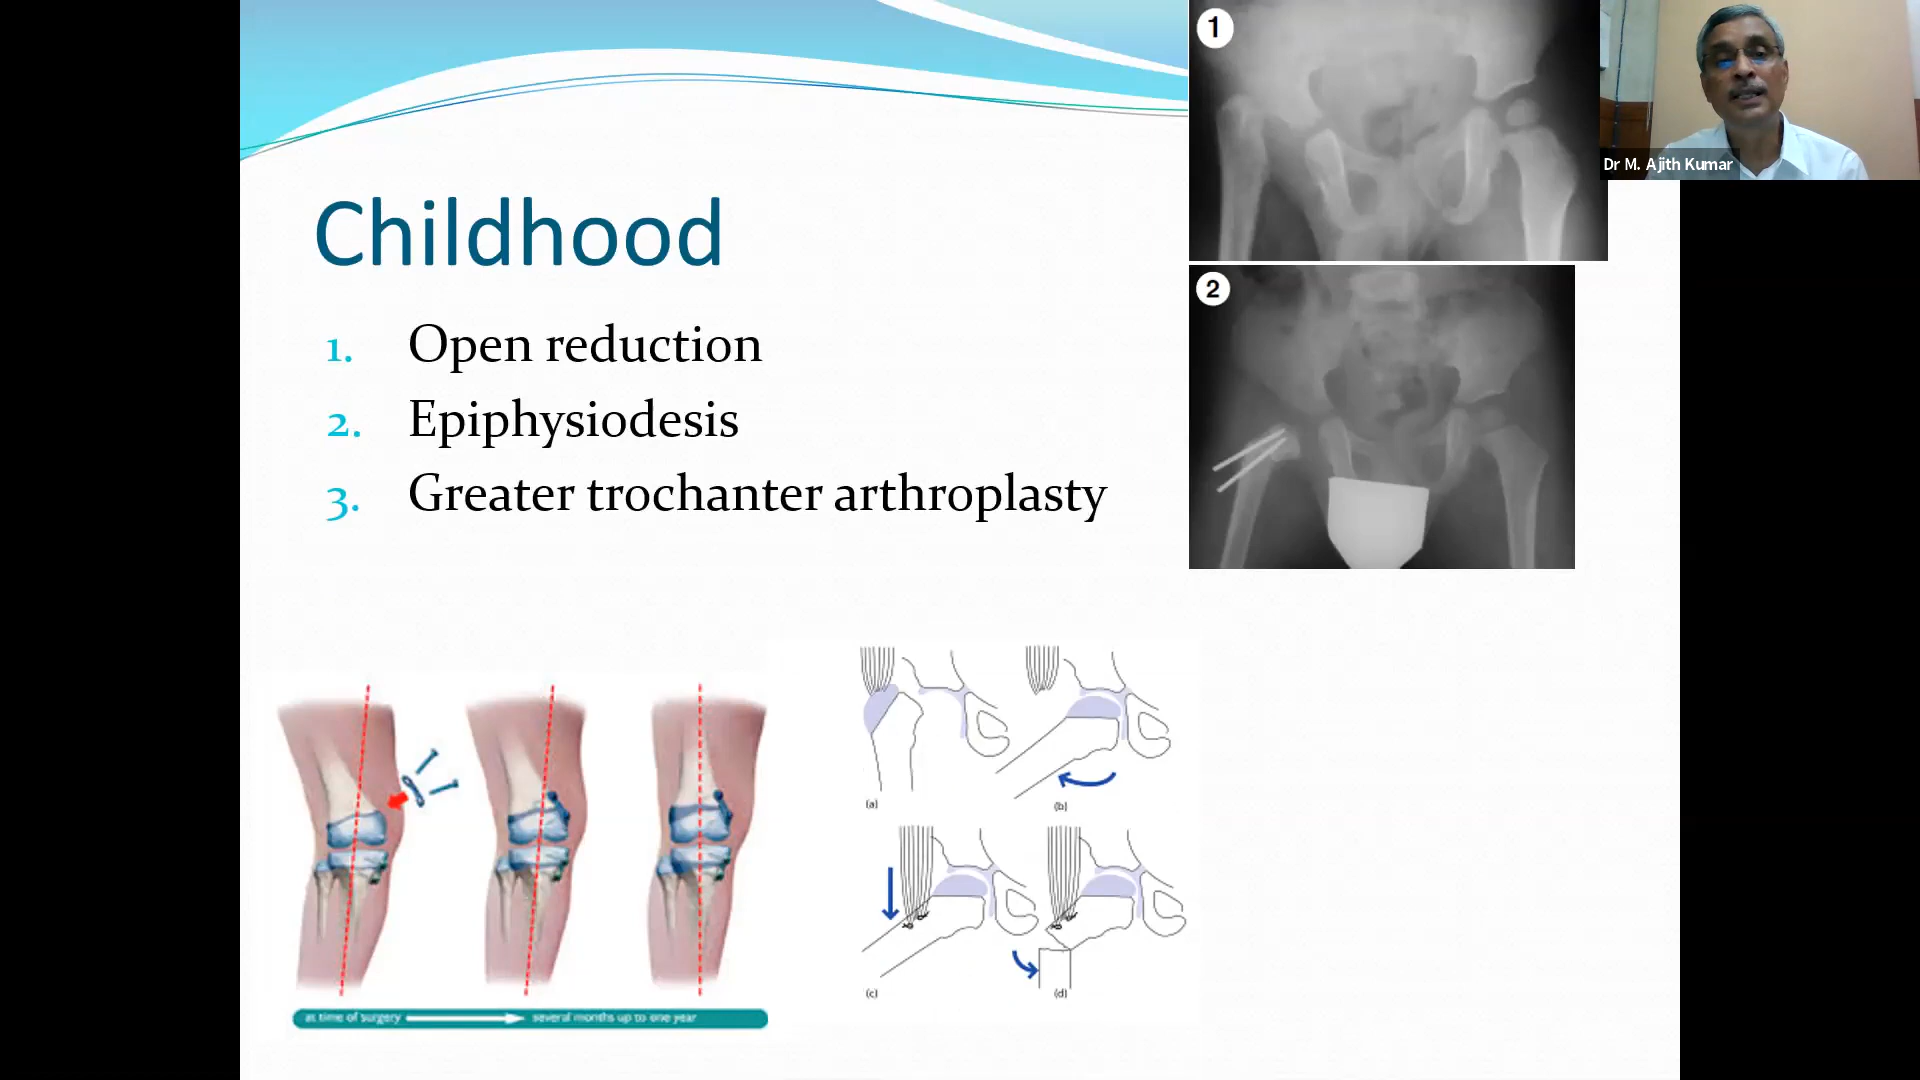 1
Dr M. Ajith Kumar
2
Childhood
1. Open reduction
2. Epiphysiodesis
3. Greater trochanter arthroplasty
(a)
(b)
(c)
(d)
at time of surgery
several months up to one year